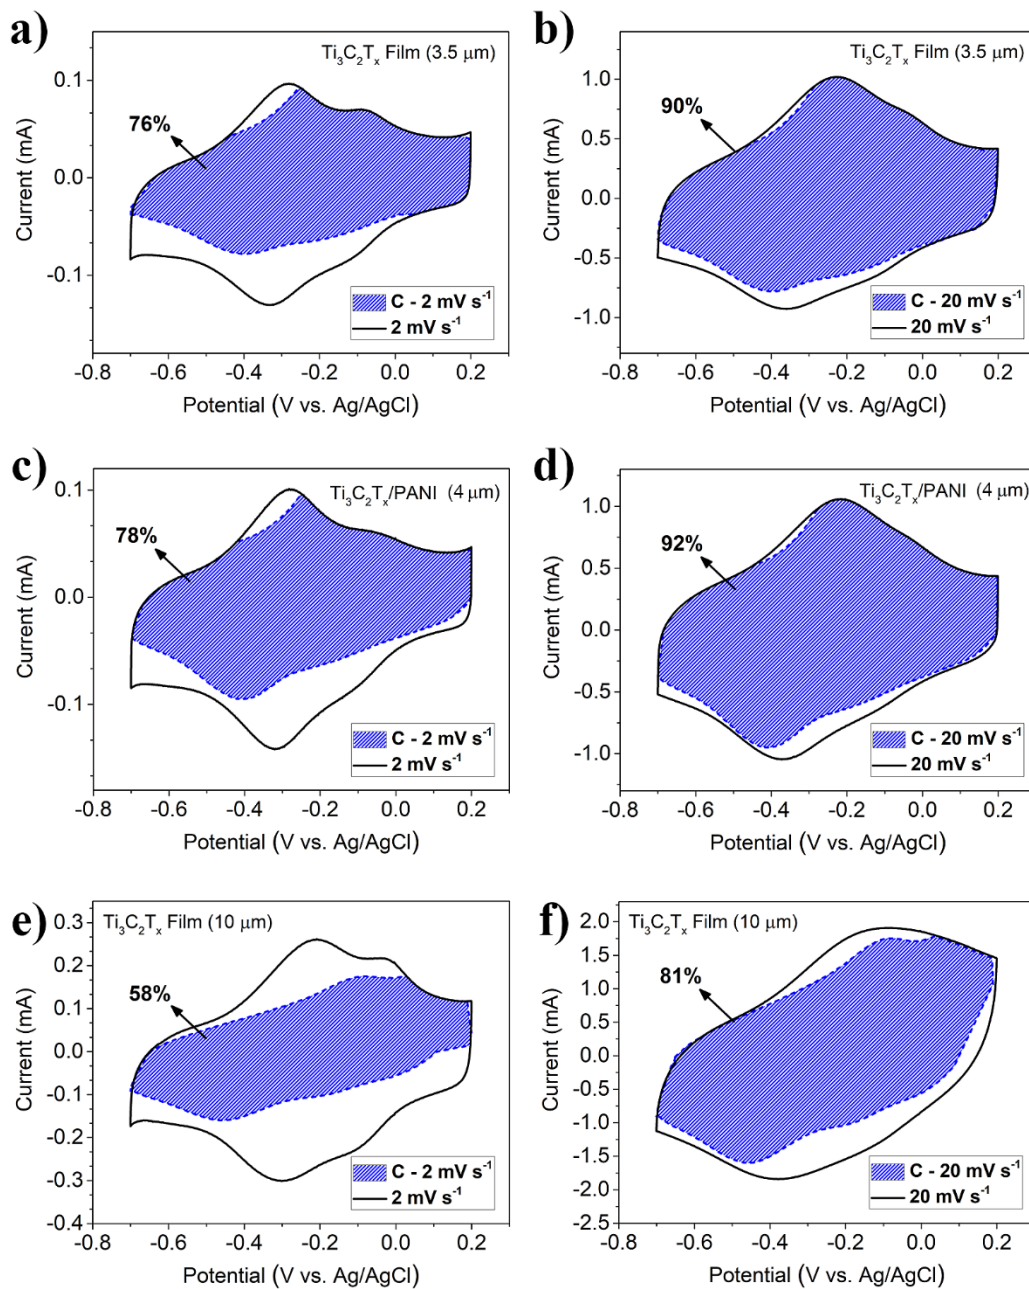 a)
Ti₃C₂Tₓ Film (3.5 μm)
76%
0.1
0.0
-0.1
Current (mA)
C - 2 mV s⁻¹
2 mV s⁻¹
-0.8 -0.6 -0.4 -0.2 0.0 0.2
Potential (V vs. Ag/AgCl)
b)
Ti₃C₂Tₓ Film (3.5 μm)
90%
1.0
0.5
0.0
-0.5
-1.0
Current (mA)
C - 20 mV s⁻¹
20 mV s⁻¹
-0.8 -0.6 -0.4 -0.2 0.0 0.2
Potential (V vs. Ag/AgCl)
c)
Ti₃C₂Tₓ/PANI (4 μm)
78%
0.1
0.0
-0.1
Current (mA)
C - 2 mV s⁻¹
2 mV s⁻¹
-0.8 -0.6 -0.4 -0.2 0.0 0.2
Potential (V vs. Ag/AgCl)
d)
Ti₃C₂Tₓ/PANI (4 μm)
92%
1.0
0.5
0.0
-0.5
-1.0
Current (mA)
C - 20 mV s⁻¹
20 mV s⁻¹
-0.8 -0.6 -0.4 -0.2 0.0 0.2
Potential (V vs. Ag/AgCl)
e)
Ti₃C₂Tₓ Film (10 μm)
58%
0.3
0.2
0.1
0.0
-0.1
-0.2
-0.3
-0.4
Current (mA)
C - 2 mV s⁻¹
2 mV s⁻¹
-0.8 -0.6 -0.4 -0.2 0.0 0.2
Potential (V vs. Ag/AgCl)
f)
Ti₃C₂Tₓ Film (10 μm)
81%
2.0
1.5
1.0
0.5
0.0
-0.5
-1.0
-1.5
-2.0
-2.5
Current (mA)
C - 20 mV s⁻¹
20 mV s⁻¹
-0.8 -0.6 -0.4 -0.2 0.0 0.2
Potential (V vs. Ag/AgCl)